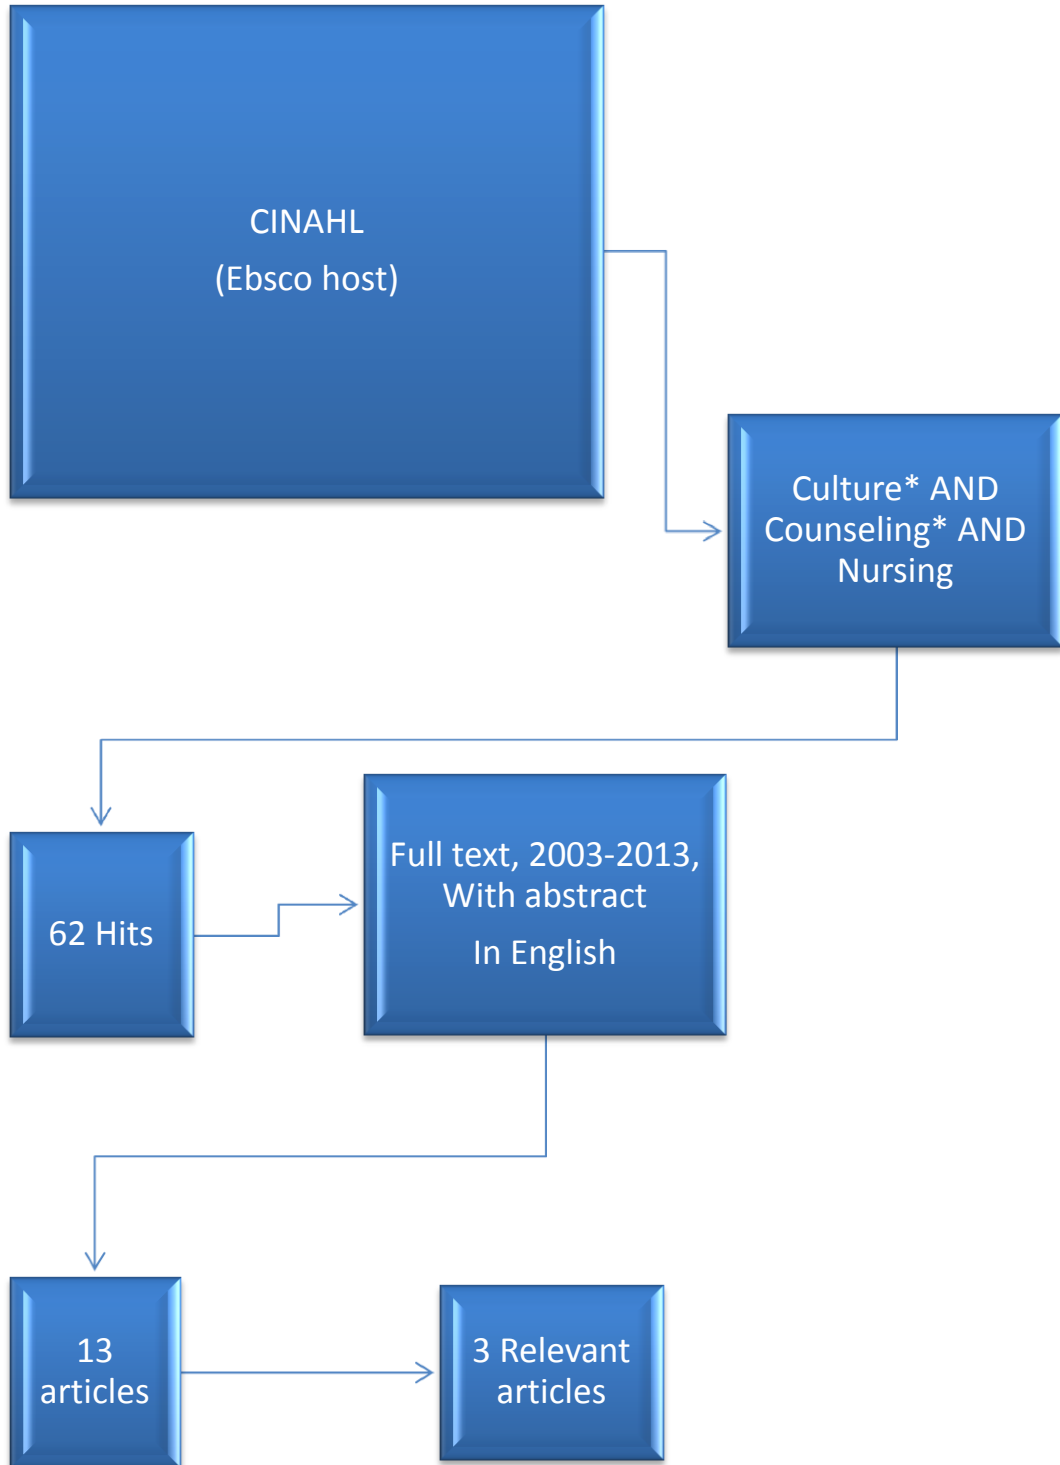 CINAHL
(Ebsco host)
Culture* AND
Counseling* AND
Nursing
62 Hits
Full text, 2003-2013,
With abstract
In English
13
articles
3 Relevant
articles